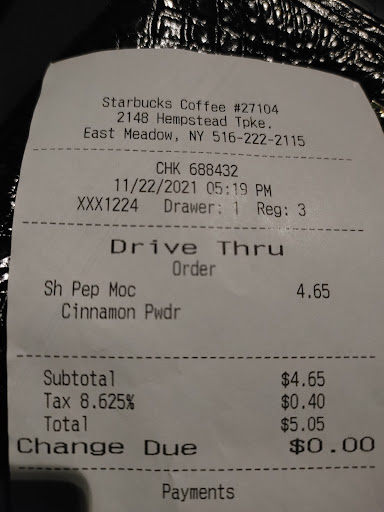 Starbucks Coffee #27104
2148 Hempstead Tpke.
East Meadow, NY 516-222-2115
CHK 688432
11/22/2021 05:19 PM
XXX1224 Drawer: 1 Reg: 3
Drive Thru
Order
Sh Pep Moc 4.65
Cinnamon Pwdr
Subtotal $4.65
Tax 8.625% $0.40
Total $5.05
Change Due $0.00
Payments